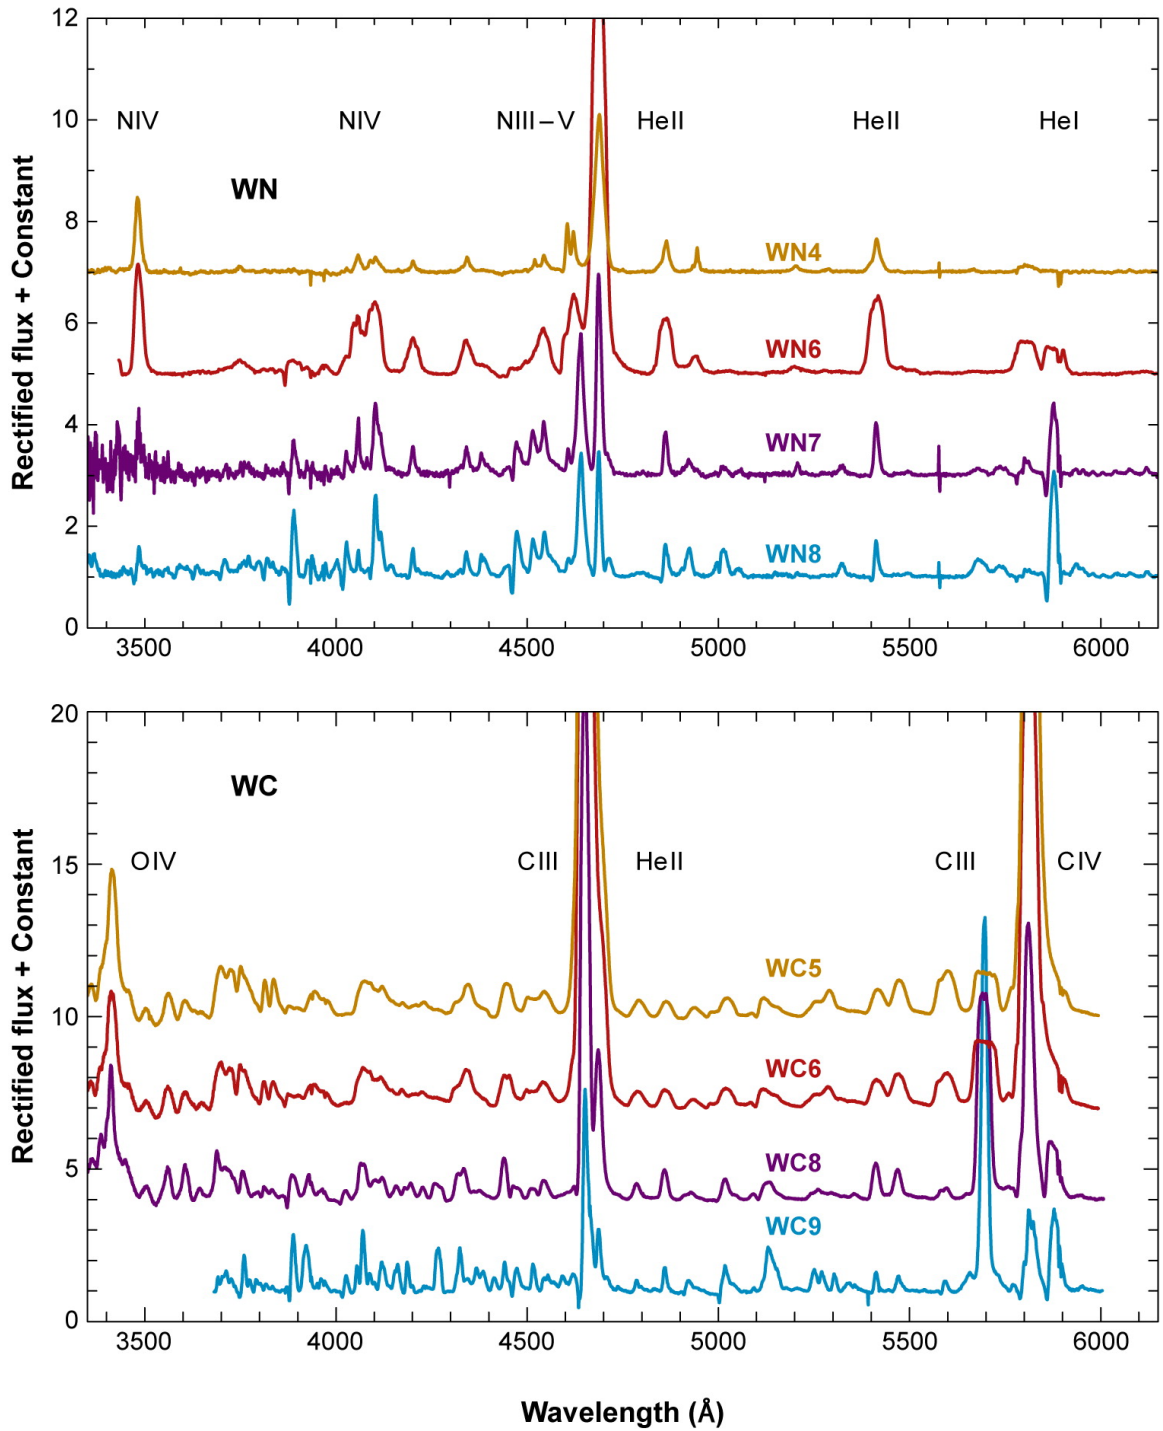 12
NIV NIV NIII–V HeII HeII HeI
10
WN
8
WN4
6
WN6
4
WN7
2
WN8
0
3500 4000 4500 5000 5500 6000
Rectified flux + Constant
20
WC
15
OIV CIII HeII CIII CIV
WC5
10
WC6
5
WC8
WC9
0
3500 4000 4500 5000 5500 6000
Rectified flux + Constant
Wavelength (Å)